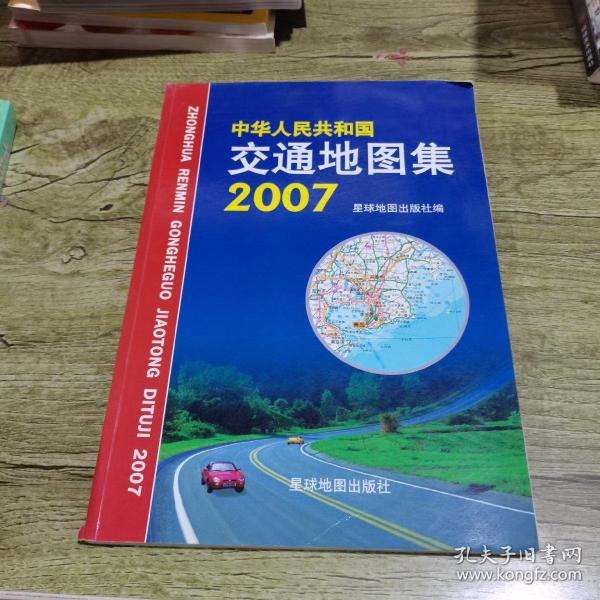 ZHONGHUA RENMIN GONGHEGUO JIAOTONG DITUJI 2007
中华人民共和国
交通地图集
2007
星球地图出版社编
星球地图出版社
孔夫子旧书网
www.kongfz.com